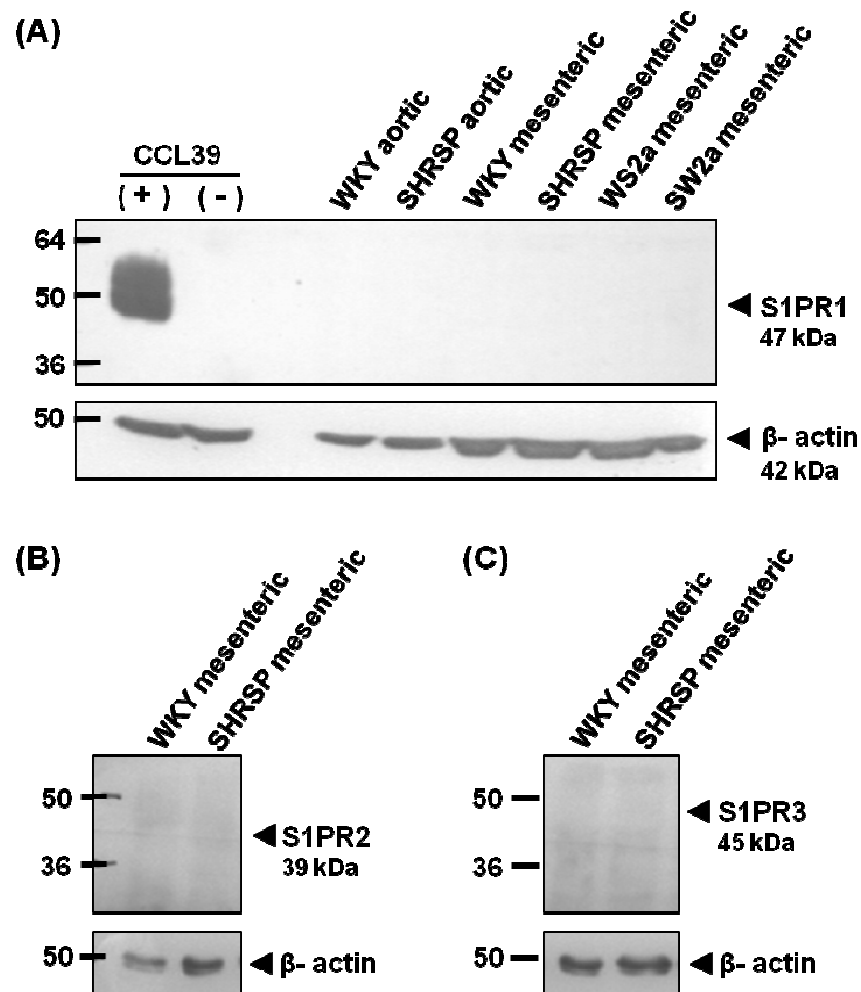 (A)
CCL39
( + ) ( - )
WKY aortic
SHRSP aortic
WKY mesenteric
SHRSP mesenteric
WS2a mesenteric
SW2a mesenteric
64
50
36
S1PR1
47 kDa
50
β- actin
42 kDa
(B)
WKY mesenteric
SHRSP mesenteric
50
36
S1PR2
39 kDa
50
β- actin
(C)
WKY mesenteric
SHRSP mesenteric
50
36
S1PR3
45 kDa
50
β- actin